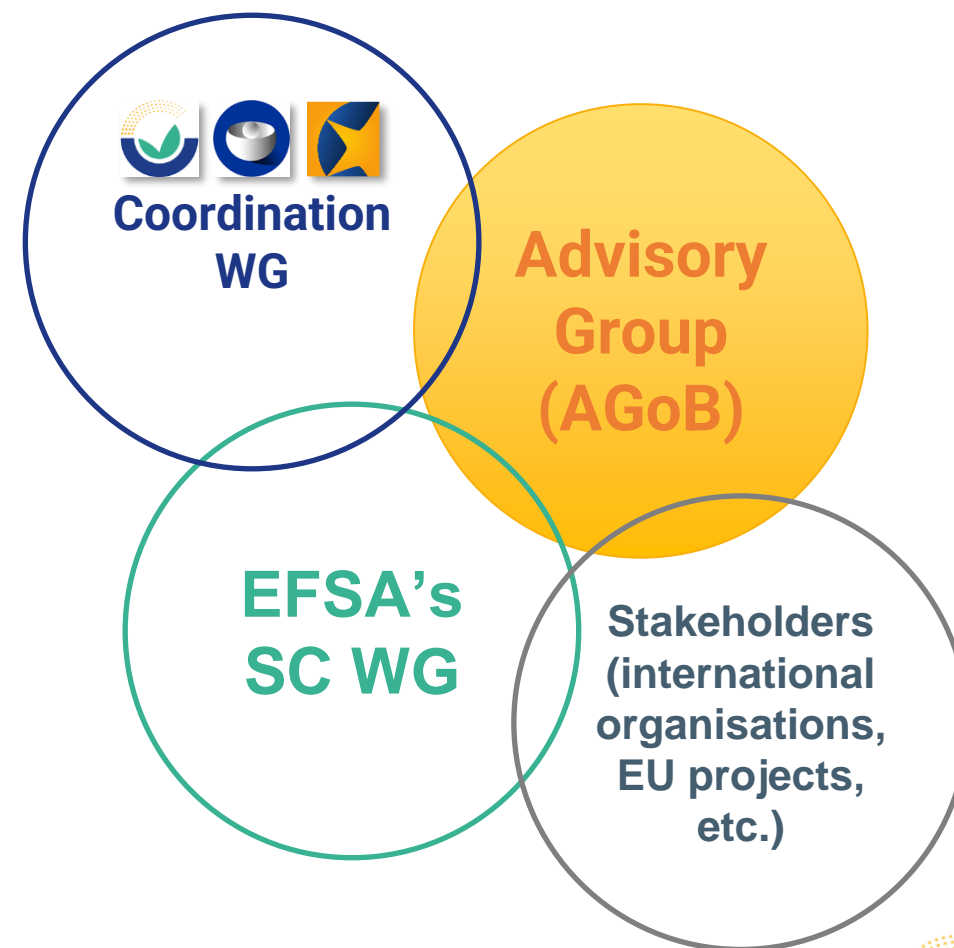 Coordination
WG
Advisory
Group
(AGoB)
EFSA’s
SC WG
Stakeholders
(international
organisations,
EU projects,
etc.)